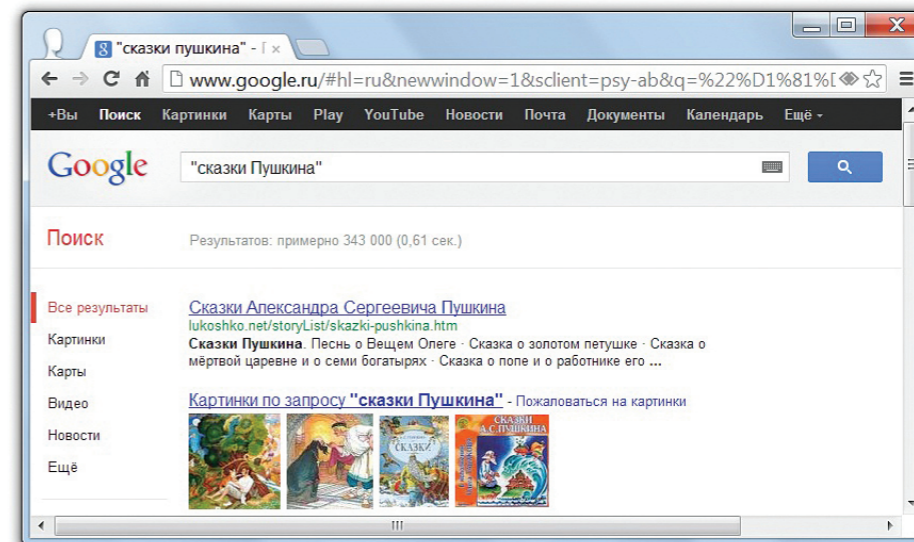 "сказки пушкина" - Г
www.google.ru/#hl=ru&newwindow=1&sclient=psy-ab&q=%22%D1%81%[
+Вы Поиск Картинки Карты Play YouTube Новости Почта Документы Календарь Ещё
Google "сказки Пушкина"
Поиск Результатов: примерно 343 000 (0,61 сек.)
Все результаты
Картинки
Карты
Видео
Новости
Ещё
Сказки Александра Сергеевича Пушкина
lukoshko.net/storyList/skazki-pushkina.htm
Сказки Пушкина. Песнь о Вещем Олеге · Сказка о золотом петушке · Сказка о
мёртвой царевне и о семи богатырях · Сказка о попе и о работнике его ...
Картинки по запросу "сказки Пушкина" - Пожаловаться на картинки
СКАЗКИ
СКАЗКИ
А.С.ПУШКИНА